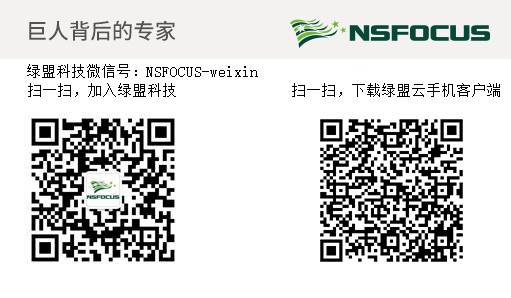 巨人背后的专家
NSFOCUS
绿盟科技微信号：NSFOCUS-weixin
扫一扫，加入绿盟科技
扫一扫，下载绿盟云手机客户端
NSFOCUS